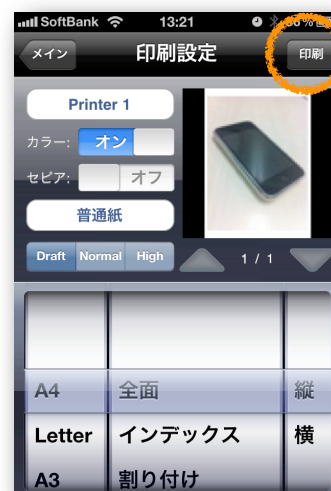 SoftBank 13:21
メイン 印刷設定 印刷
Printer 1
カラー: オン
セピア: オフ
普通紙
Draft Normal High
1 / 1
A4 全面 縦
Letter インデックス 横
A3 割り付け